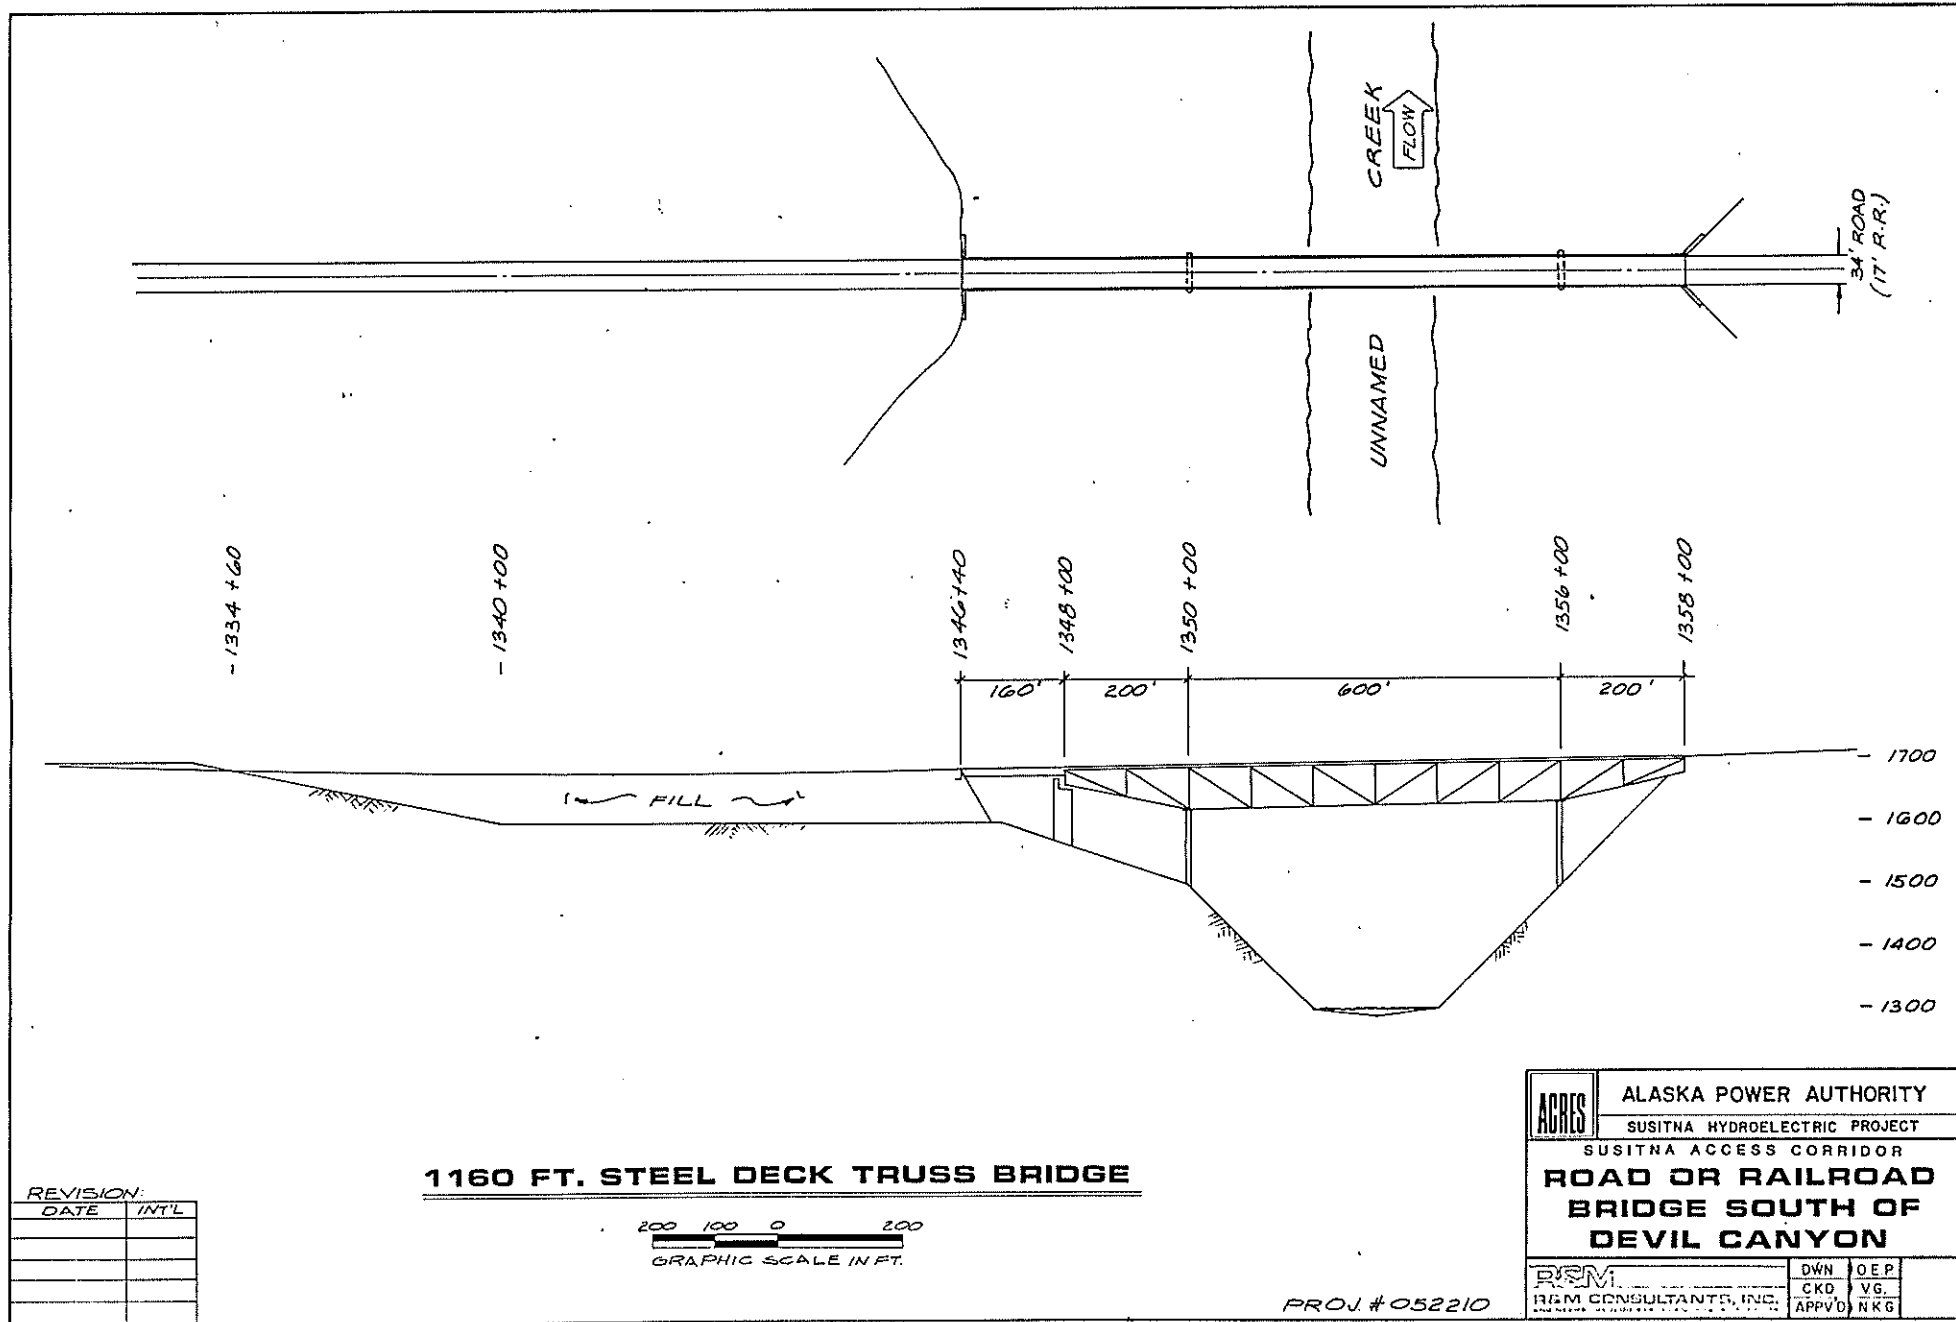 CREEK
FLOW
UNNAMED
34' ROAD
(17' R.R.)
- 1334 +60
- 1340 +00
1346+40
1348 +00
1350 +00
1356 +00
1358 +00
160'
200'
600'
200'
FILL
- 1700
- 1600
- 1500
- 1400
- 1300
1160 FT. STEEL DECK TRUSS BRIDGE
200 100 0 200
GRAPHIC SCALE IN FT.
REVISION:
DATE INT'L
PROJ. # 052210
ACRES
ALASKA POWER AUTHORITY
SUSITNA HYDROELECTRIC PROJECT
SUSITNA ACCESS CORRIDOR
ROAD OR RAILROAD
BRIDGE SOUTH OF
DEVIL CANYON
R&M
R&M CONSULTANTS, INC.
DWN O.E.P.
CKD. V.G.
APPV'D N K G